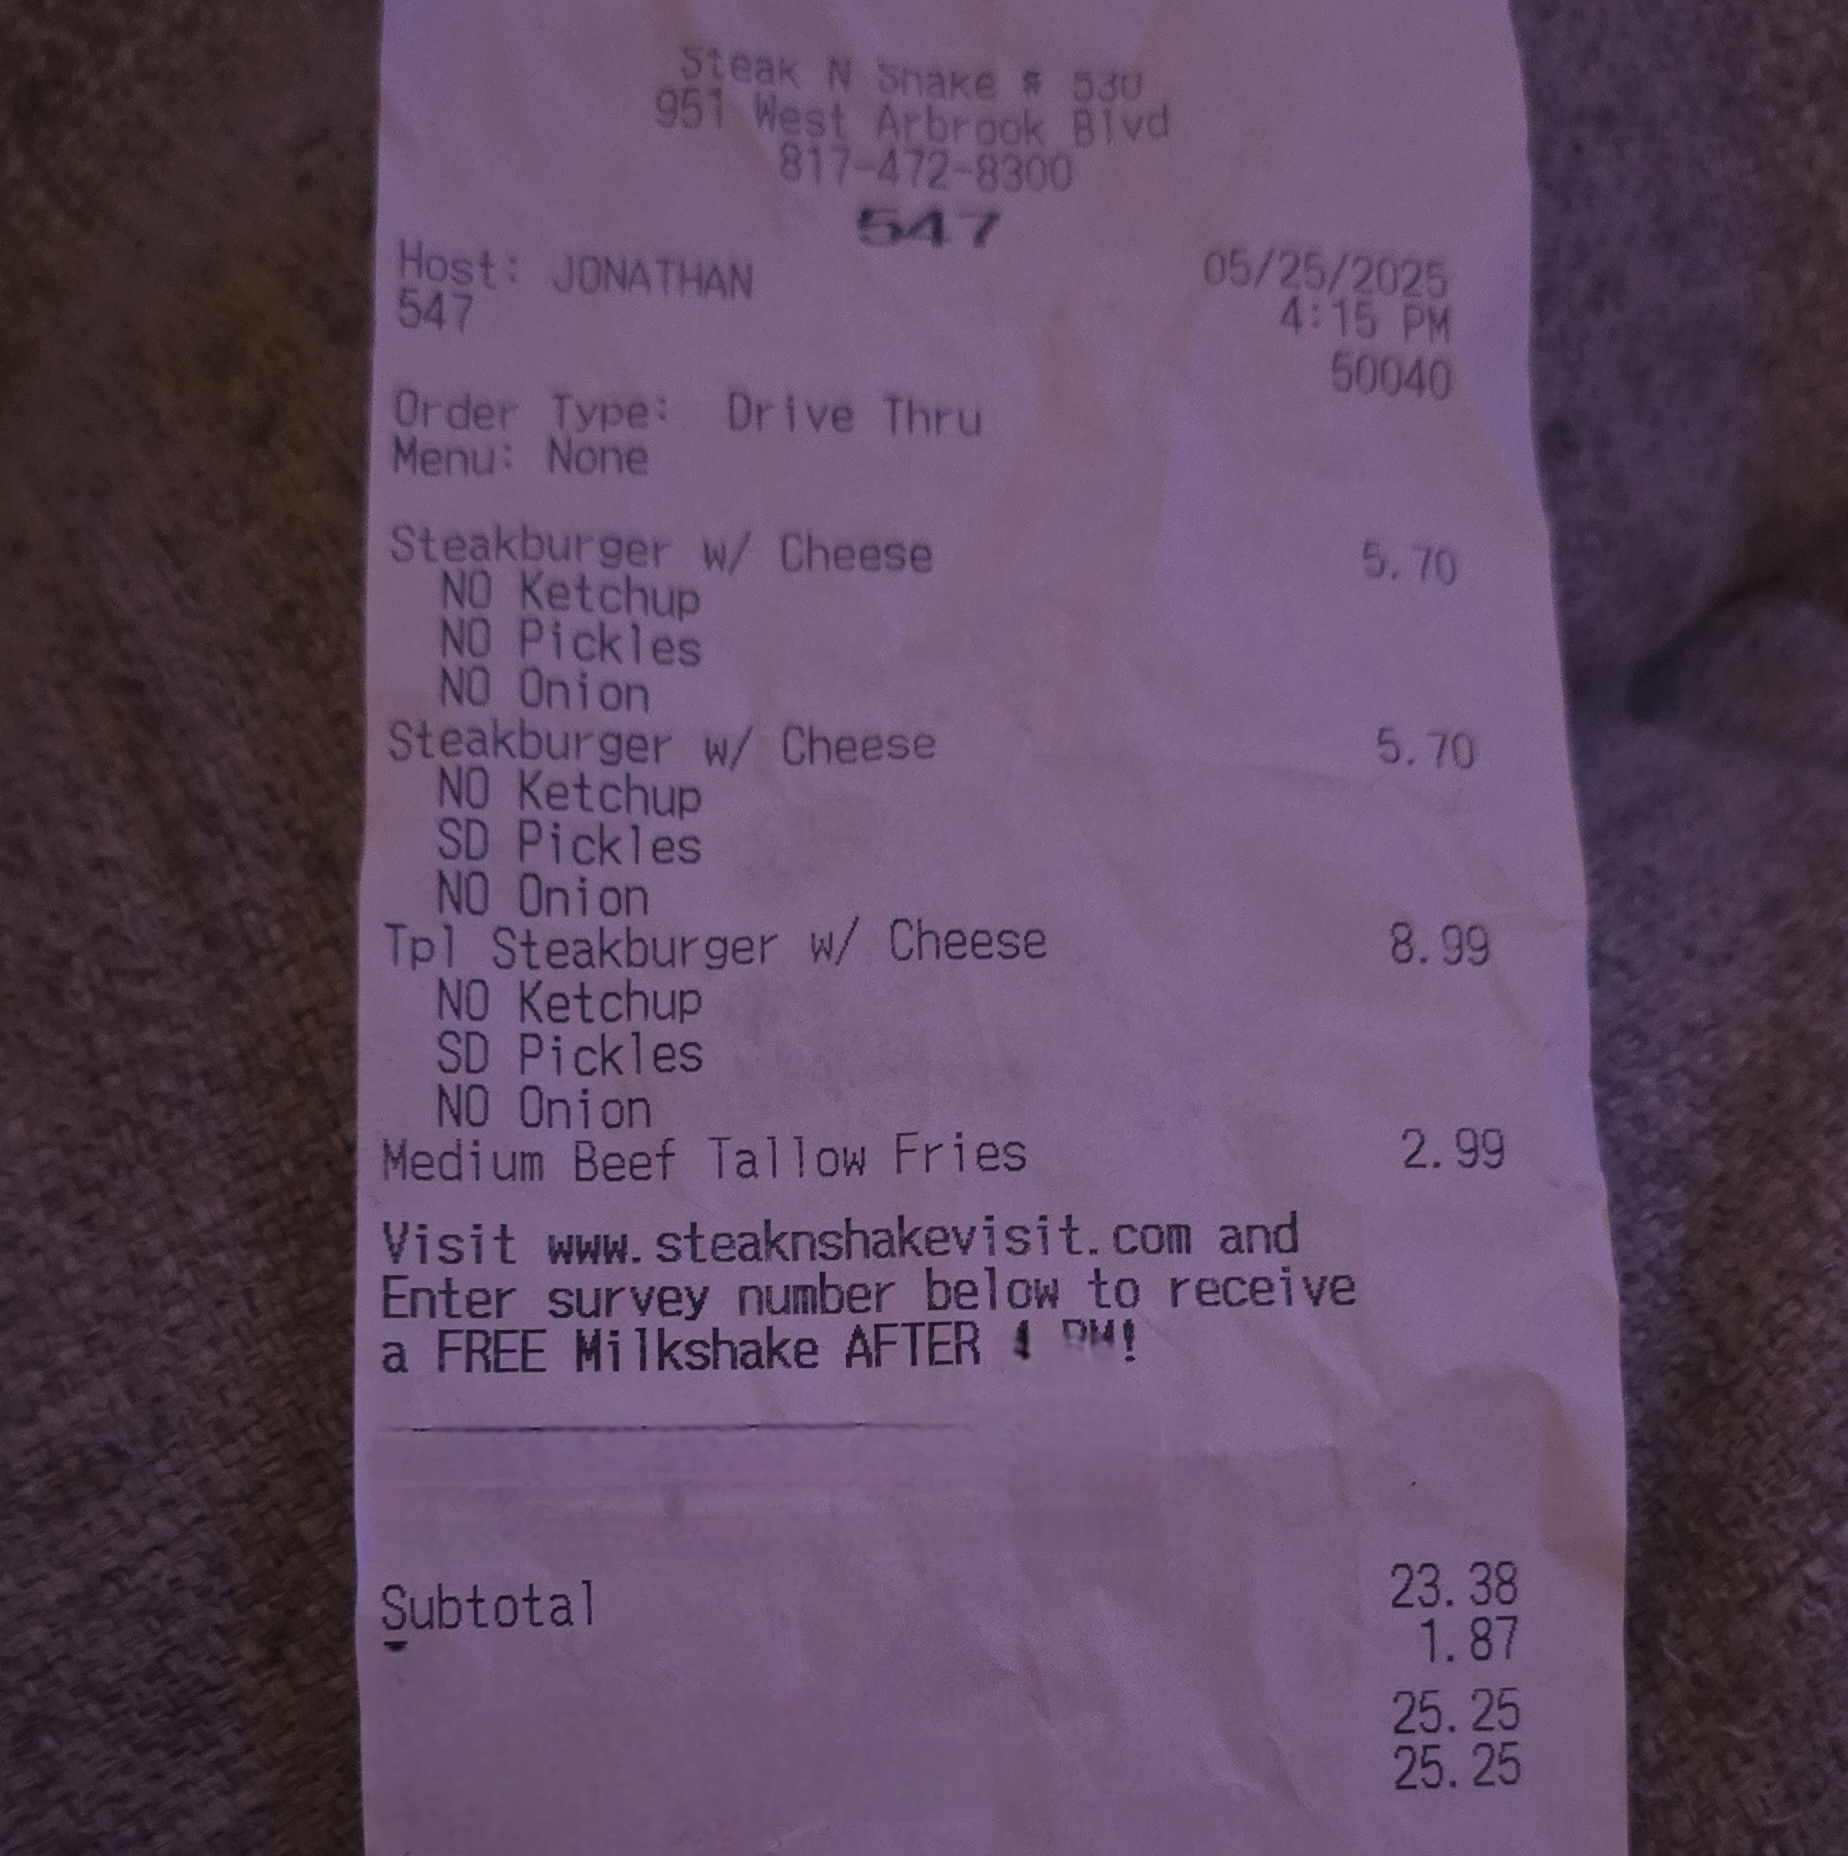 Steak N Shake # 530
951 West Arbrook Blvd
817-472-8300
547
Host: JONATHAN 05/25/2025
547 4:15 PM
50040
Order Type: Drive Thru
Menu: None
Steakburger w/ Cheese 5.70
NO Ketchup
NO Pickles
NO Onion
Steakburger w/ Cheese 5.70
NO Ketchup
SD Pickles
NO Onion
Tpl Steakburger w/ Cheese 8.99
NO Ketchup
SD Pickles
NO Onion
Medium Beef Tallow Fries 2.99
Visit www.steaknshakevisit.com and
Enter survey number below to receive
a FREE Milkshake AFTER PM!
Subtotal 23.38
1.87
25.25
25.25